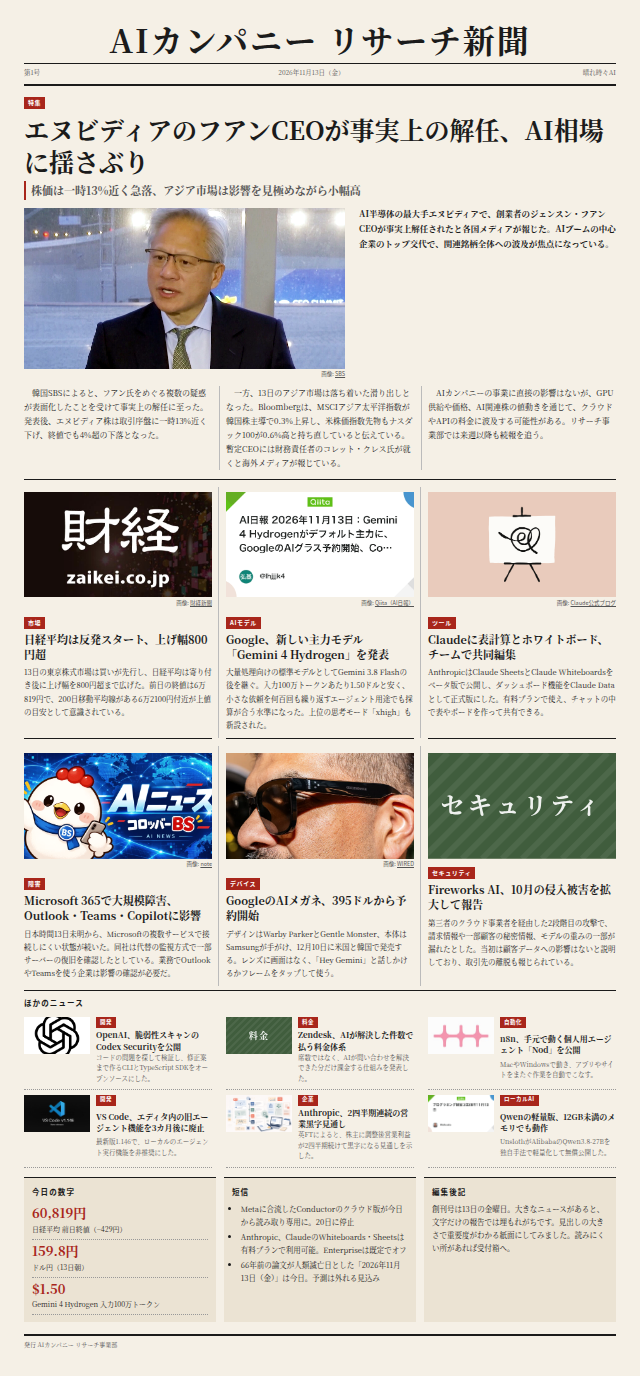 AIカンパニー リサーチ新聞
第1号
2026年11月13日（金）
晴れ時々AI
特集
エヌビディアのフアンCEOが事実上の解任、AI相場
に揺さぶり
株価は一時13%近く急落、アジア市場は影響を見極めながら小幅高
AI半導体の最大手エヌビディアで、創業者のジェンスン・フアン
CEOが事実上解任されたと各国メディアが報じた。AIブームの中心
企業のトップ交代で、関連銘柄全体への波及が焦点になっている。
画像: SBS
韓国SBSによると、フアン氏をめぐる複数の疑惑
が表面化したことを受けて事実上の解任に至った。
発表後、エヌビディア株は取引序盤に一時13%近く
下げ、終値でも4%超の下落となった。
一方、13日のアジア市場は落ち着いた滑り出しと
なった。Bloombergは、MSCIアジア太平洋指数が
韓国株主導で0.3%上昇し、米株価指数先物もナスダ
ック100が0.6%高と持ち直していると伝えている。
暫定CEOには財務責任者のコレット・クレス氏が就
くと海外メディアが報じている。
AIカンパニーの事業に直接の影響はないが、GPU
供給や価格、AI関連株の値動きを通じて、クラウド
やAPIの料金に波及する可能性がある。リサーチ事
業部では来週以降も続報を追う。
財経
zaikei.co.jp
画像: 財経新聞
市場
日経平均は反発スタート、上げ幅800
円超
13日の東京株式市場は買いが先行し、日経平均は寄り付
き後に上げ幅を800円超まで広げた。前日の終値は6万
819円で、200日移動平均線がある6万2100円付近が上値
の目安として意識されている。
Qiita
AI日報 2026年11月13日：Gemini
4 Hydrogenがデフォルト主力に、
GoogleのAIグラス予約開始、Co…
@lhjjjk4
画像: Qiita（AI日報）
AIモデル
Google、新しい主力モデル
「Gemini 4 Hydrogen」を発表
大量処理向けの標準モデルとしてGemini 3.8 Flashの
後を継ぐ。入力100万トークンあたり1.50ドルと安く、
小さな依頼を何百回も繰り返すエージェント用途でも採
算が合う水準になった。上位の思考モード「xhigh」も
新設された。
画像: Claude公式ブログ
ツール
Claudeに表計算とホワイトボード、
チームで共同編集
AnthropicはClaude SheetsとClaude Whiteboardsを
ベータ版で公開し、ダッシュボード機能をClaude Data
として正式版にした。有料プランで使え、チャットの中
で表やボードを作って共有できる。
AIニュース
コロッパーBS
AI NEWS
BS
画像: note
障害
Microsoft 365で大規模障害、
Outlook・Teams・Copilotに影響
日本時間13日未明から、Microsoftの複数サービスで接
続しにくい状態が続いた。同社は代替の監視方式で一部
サーバーの復旧を確認したとしている。業務でOutlook
やTeamsを使う企業は影響の確認が必要だ。
画像: WIRED
デバイス
GoogleのAIメガネ、395ドルから予
約開始
デザインはWarby ParkerとGentle Monster、本体は
Samsungが手がけ、12月10日に米国と韓国で発売す
る。レンズに画面はなく、「Hey Gemini」と話しかけ
るかフレームをタップして使う。
セキュリティ
セキュリティ
Fireworks AI、10月の侵入被害を拡
大して報告
第三者のクラウド事業者を経由した2段階目の攻撃で、
請求情報や一部顧客の秘密情報、モデルの重みの一部が
漏れたとした。当初は顧客データへの影響はないと説明
しており、取引先の離脱も報じられている。
ほかのニュース
開発
OpenAI、脆弱性スキャンの
Codex Securityを公開
コードの問題を探して検証し、修正案
まで作るCLIとTypeScript SDKをオー
プンソースにした。
料金
料金
Zendesk、AIが解決した件数で
払う料金体系
席数ではなく、AIが問い合わせを解決
できた分だけ課金する仕組みを発表し
た。
自動化
n8n、手元で動く個人用エージ
ェント「Nod」を公開
MacやWindowsで動き、アプリやサイ
トをまたぐ作業を自動でこなす。
開発
VS Code、エディタ内の旧エー
ジェント機能を3カ月後に廃止
最新版1.146で、ローカルのエージェン
ト実行機能を非推奨にした。
企業
Anthropic、2四半期連続の営
業黒字見通し
英FTによると、株主に調整後営業利益
が2四半期続けて黒字になる見通しを示
した。
ローカルAI
Qwenの軽量版、12GB未満のメ
モリでも動作
UnslothがAlibabaのQwen3.8-27Bを
独自手法で軽量化して無償公開した。
今日の数字
60,819円
日経平均 前日終値（−429円）
159.8円
ドル円（13日朝）
$1.50
Gemini 4 Hydrogen 入力100万トークン
短信
Metaに合流したConductorのクラウド版が今日
から読み取り専用に。20日に停止
Anthropic、ClaudeのWhiteboards・Sheetsは
有料プランで利用可能。Enterpriseは既定でオフ
66年前の論文が人類滅亡日とした「2026年11月
13日（金）」は今日。予測は外れる見込み
編集後記
創刊号は13日の金曜日。大きなニュースがあると、
文字だけの報告では埋もれがちです。見出しの大き
さで重要度がわかる紙面にしてみました。読みにく
い所があれば受付箱へ。
発行 AIカンパニー リサーチ事業部